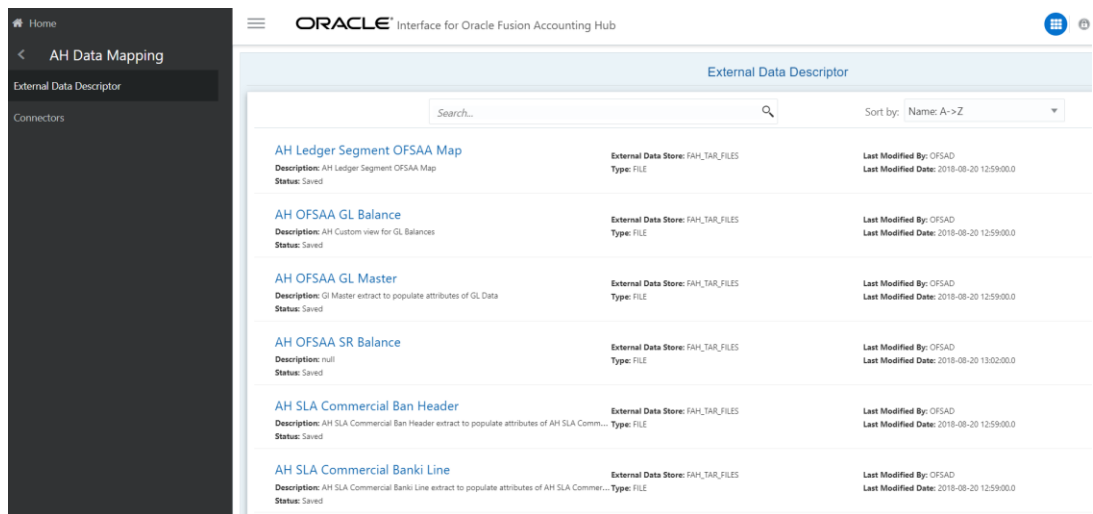 Home
AH Data Mapping
External Data Descriptor
Connectors
ORACLE® Interface for Oracle Fusion Accounting Hub
External Data Descriptor
Search...
Sort by: Name: A->Z
AH Ledger Segment OFSAA Map
Description: AH Ledger Segment OFSAA Map
Status: Saved
External Data Store: FAH_TAR_FILES
Type: FILE
Last Modified By: OFSAD
Last Modified Date: 2018-08-20 12:59:00.0
AH OFSAA GL Balance
Description: AH Custom view for GL Balances
Status: Saved
External Data Store: FAH_TAR_FILES
Type: FILE
Last Modified By: OFSAD
Last Modified Date: 2018-08-20 12:59:00.0
AH OFSAA GL Master
Description: Gl Master extract to populate attributes of GL Data
Status: Saved
External Data Store: FAH_TAR_FILES
Type: FILE
Last Modified By: OFSAD
Last Modified Date: 2018-08-20 12:59:00.0
AH OFSAA SR Balance
Description: null
Status: Saved
External Data Store: FAH_TAR_FILES
Type: FILE
Last Modified By: OFSAD
Last Modified Date: 2018-08-20 13:02:00.0
AH SLA Commercial Ban Header
Description: AH SLA Commercial Ban Header extract to populate attributes of AH SLA Comm...
Status: Saved
External Data Store: FAH_TAR_FILES
Type: FILE
Last Modified By: OFSAD
Last Modified Date: 2018-08-20 12:59:00.0
AH SLA Commercial Banki Line
Description: AH SLA Commercial Banki Line extract to populate attributes of AH SLA Commer...
Status: Saved
External Data Store: FAH_TAR_FILES
Type: FILE
Last Modified By: OFSAD
Last Modified Date: 2018-08-20 12:59:00.0